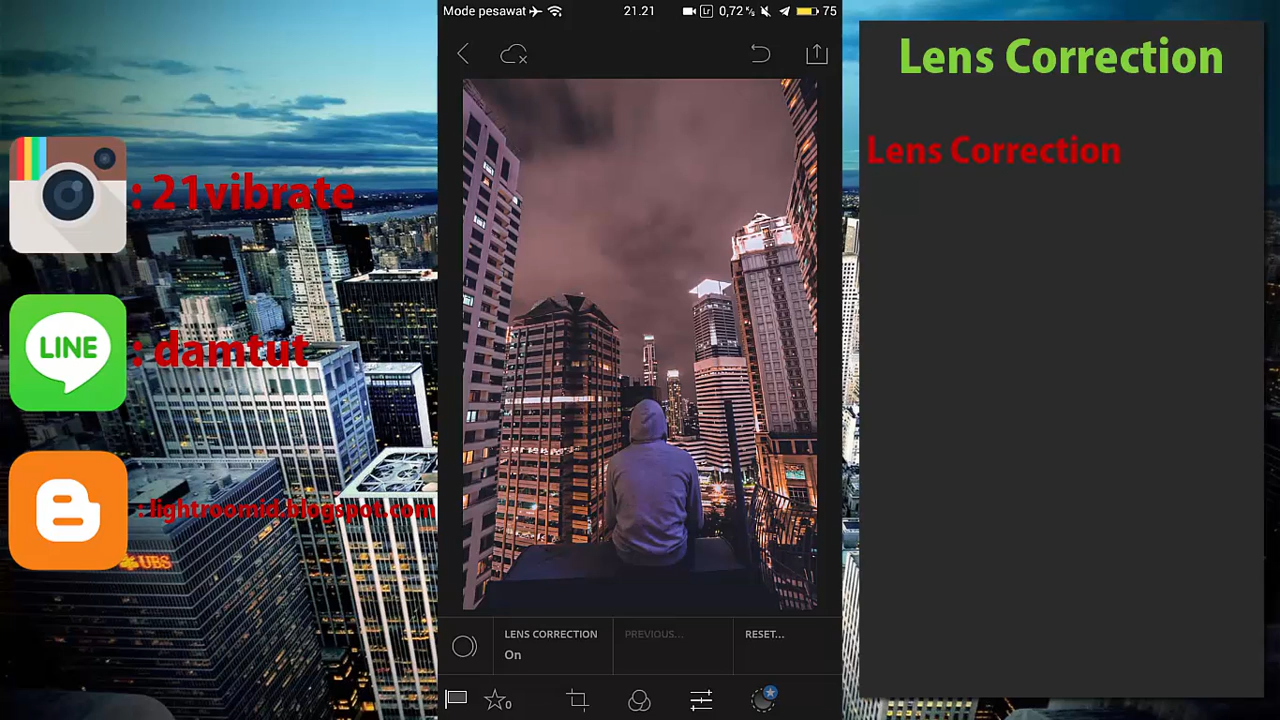 : 21vibrate
LINE
: damtut
: lightroomid.blogspot.com
UBS
Mode pesawat
21.21
Lr
0,72 ᴷ/s
75
LENS CORRECTION
On
PREVIOUS...
RESET...
0
Lens Correction
Lens Correction